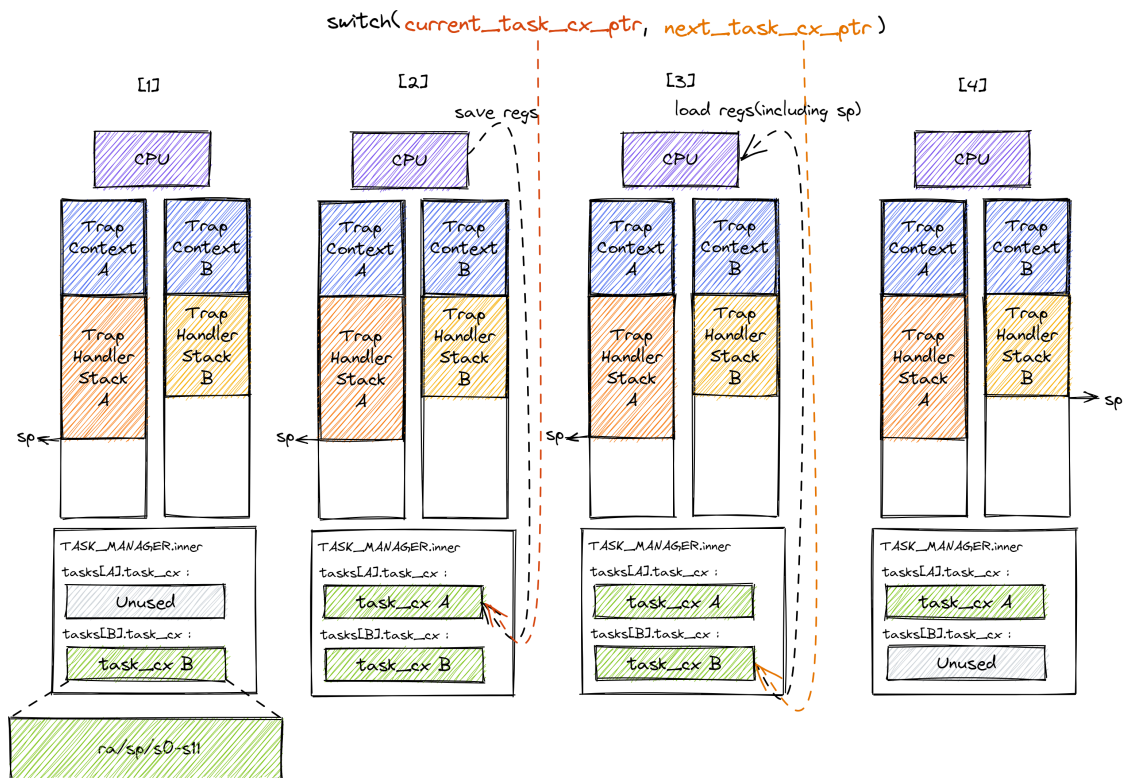 switch(current_task_cx_ptr, next_task_cx_ptr)
[1]
[2]
[3]
[4]
save regs
load regs(including sp)
CPU
CPU
CPU
CPU
Trap
Context
A
Trap
Context
B
Trap
Context
A
Trap
Context
B
Trap
Context
A
Trap
Context
B
Trap
Context
A
Trap
Context
B
Trap
Handler
Stack
A
Trap
Handler
Stack
B
Trap
Handler
Stack
A
Trap
Handler
Stack
B
Trap
Handler
Stack
A
Trap
Handler
Stack
B
Trap
Handler
Stack
A
Trap
Handler
Stack
B
sp
sp
sp
sp
TASK_MANAGER.inner
tasks[A].task_cx :
Unused
tasks[B].task_cx :
task_cx B
ra/sp/s0-s11
TASK_MANAGER.inner
tasks[A].task_cx :
task_cx A
tasks[B].task_cx :
task_cx B
TASK_MANAGER.inner
tasks[A].task_cx :
task_cx A
tasks[B].task_cx :
task_cx B
TASK_MANAGER.inner
tasks[A].task_cx :
task_cx A
tasks[B].task_cx :
Unused